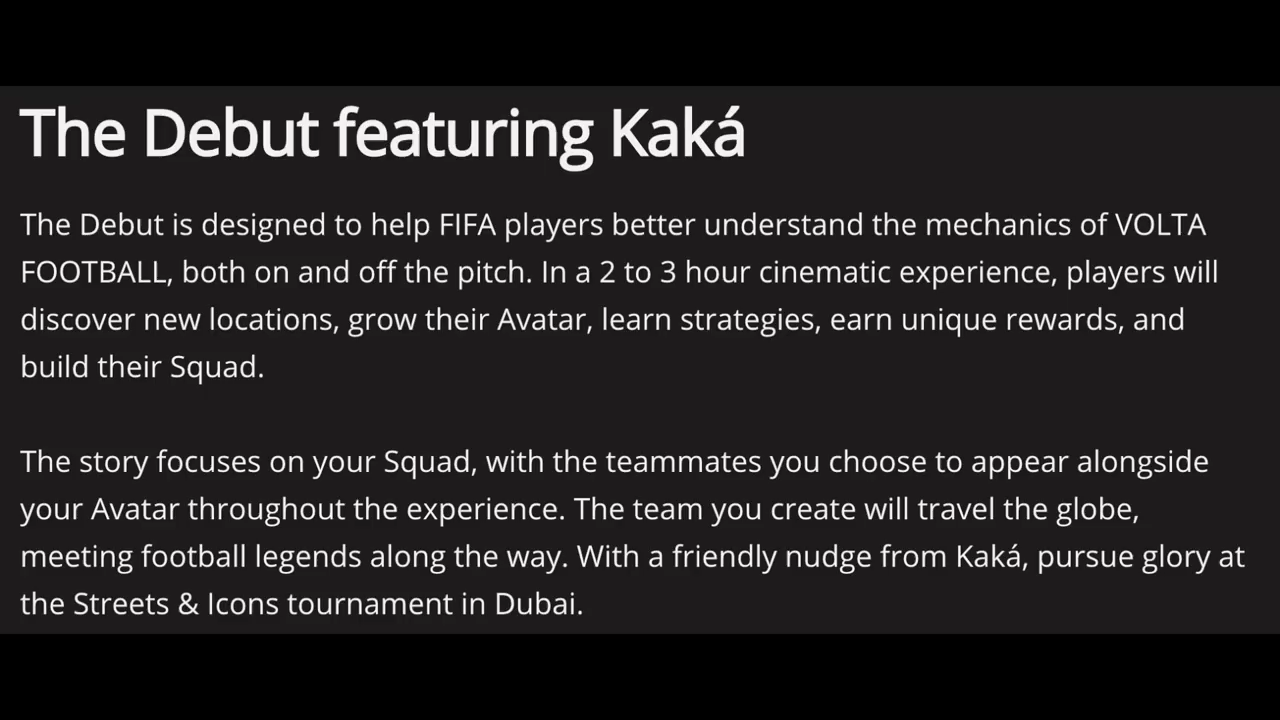 The Debut featuring Kaká
The Debut is designed to help FIFA players better understand the mechanics of VOLTA
FOOTBALL, both on and off the pitch. In a 2 to 3 hour cinematic experience, players will
discover new locations, grow their Avatar, learn strategies, earn unique rewards, and
build their Squad.
The story focuses on your Squad, with the teammates you choose to appear alongside
your Avatar throughout the experience. The team you create will travel the globe,
meeting football legends along the way. With a friendly nudge from Kaká, pursue glory at
the Streets & Icons tournament in Dubai.